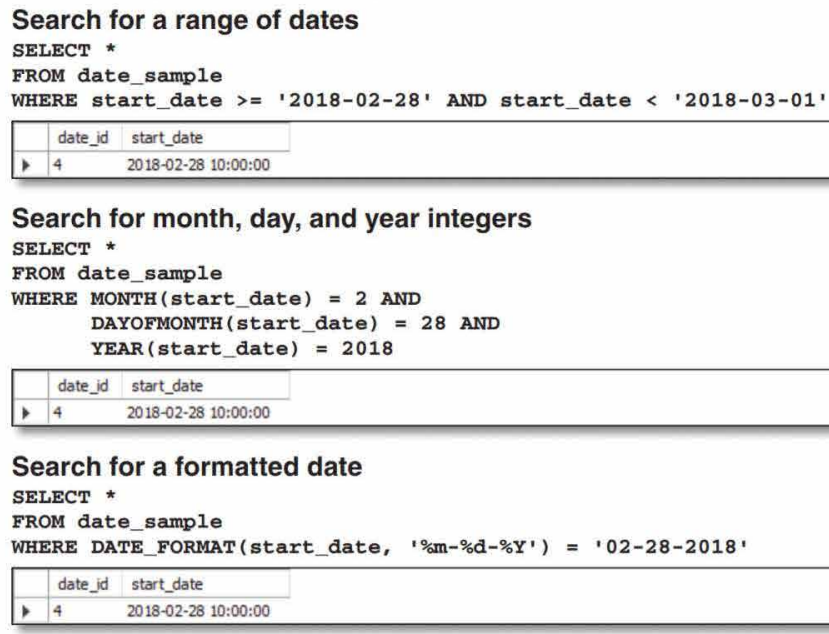 Search for a range of dates
SELECT *
FROM date_sample
WHERE start_date >= '2018-02-28' AND start_date < '2018-03-01'
date_id start_date
4 2018-02-28 10:00:00
Search for month, day, and year integers
SELECT *
FROM date_sample
WHERE MONTH(start_date) = 2 AND
DAYOFMONTH(start_date) = 28 AND
YEAR(start_date) = 2018
date_id start_date
4 2018-02-28 10:00:00
Search for a formatted date
SELECT *
FROM date_sample
WHERE DATE_FORMAT(start_date, '%m-%d-%Y') = '02-28-2018'
date_id start_date
4 2018-02-28 10:00:00